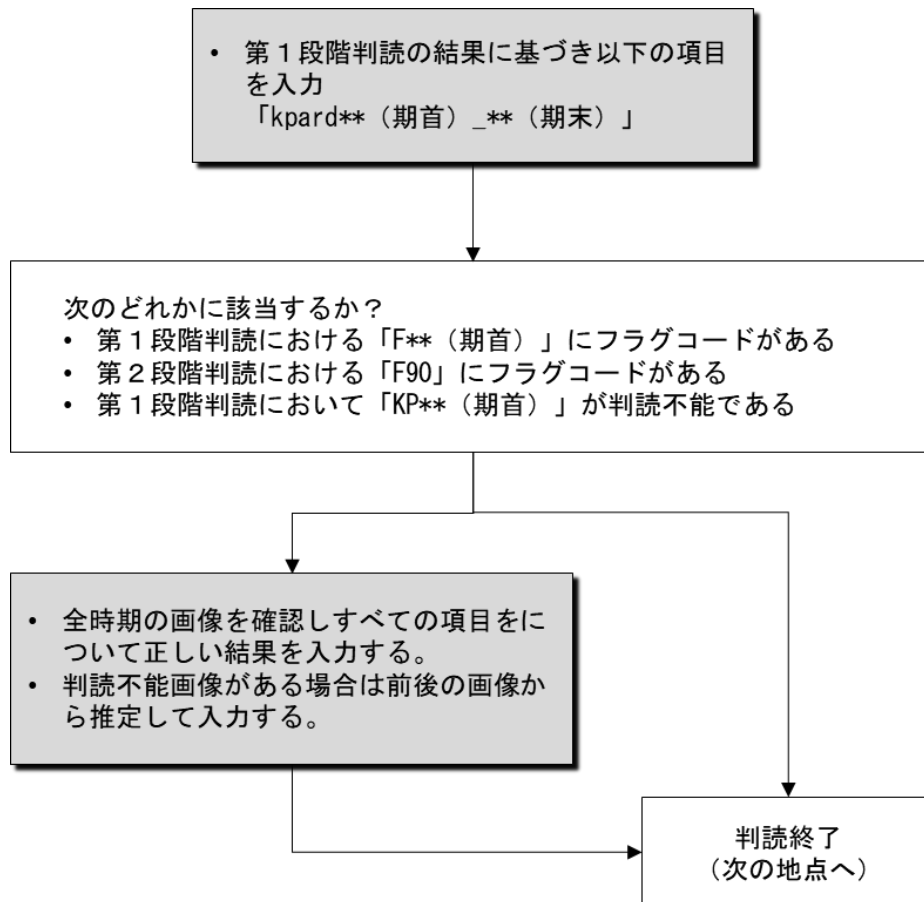 • 第１段階判読の結果に基づき以下の項目
を入力
「kpard**（期首）_**（期末）」
次のどれかに該当するか？
• 第１段階判読における「F**（期首）」にフラグコードがある
• 第２段階判読における「F90」にフラグコードがある
• 第１段階判読において「KP**（期首）」が判読不能である
• 全時期の画像を確認しすべての項目をに
ついて正しい結果を入力する。
• 判読不能画像がある場合は前後の画像か
ら推定して入力する。
判読終了
（次の地点へ）